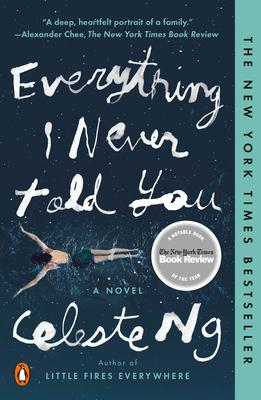 “A deep, heartfelt portrait of a family.”
—Alexander Chee, The New York Times Book Review
Everything
I Never
told You
A NOTABLE BOOK
The New York Times
Book Review
OF THE YEAR
A NOVEL
Celeste Ng
Author of
LITTLE FIRES EVERYWHERE
THE NEW YORK TIMES BESTSELLER